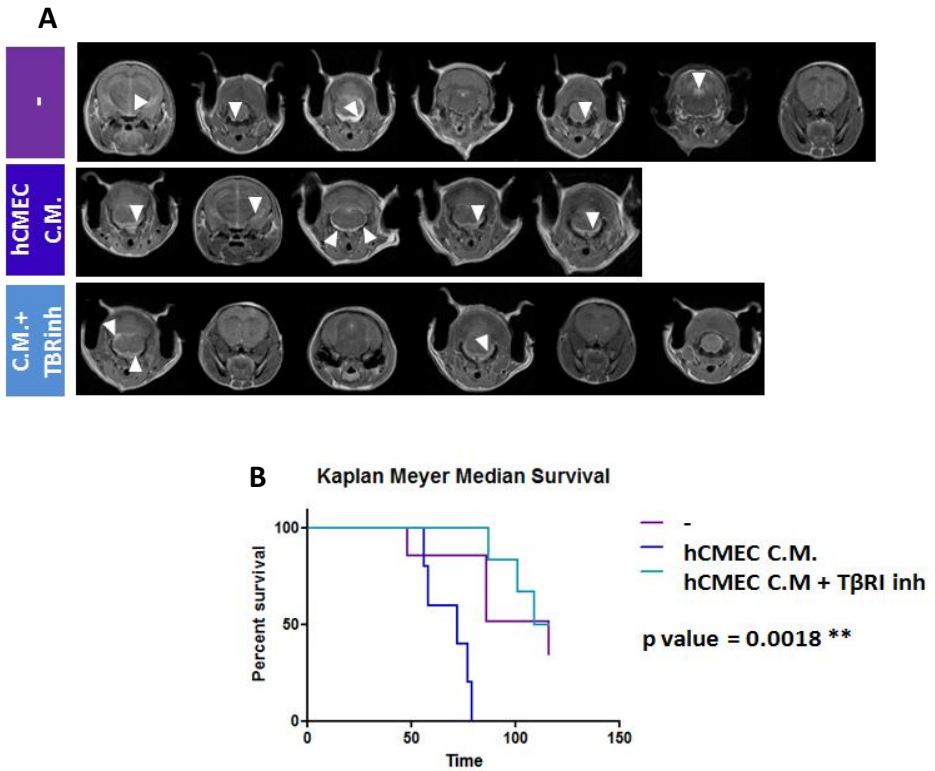 A
-
hCMEC
C.M.
C.M.+
TBRinh
B
Kaplan Meyer Median Survival
Percent survival
100
50
0
0
50
100
150
Time
-
hCMEC C.M.
hCMEC C.M + TβRI inh
p value = 0.0018 **